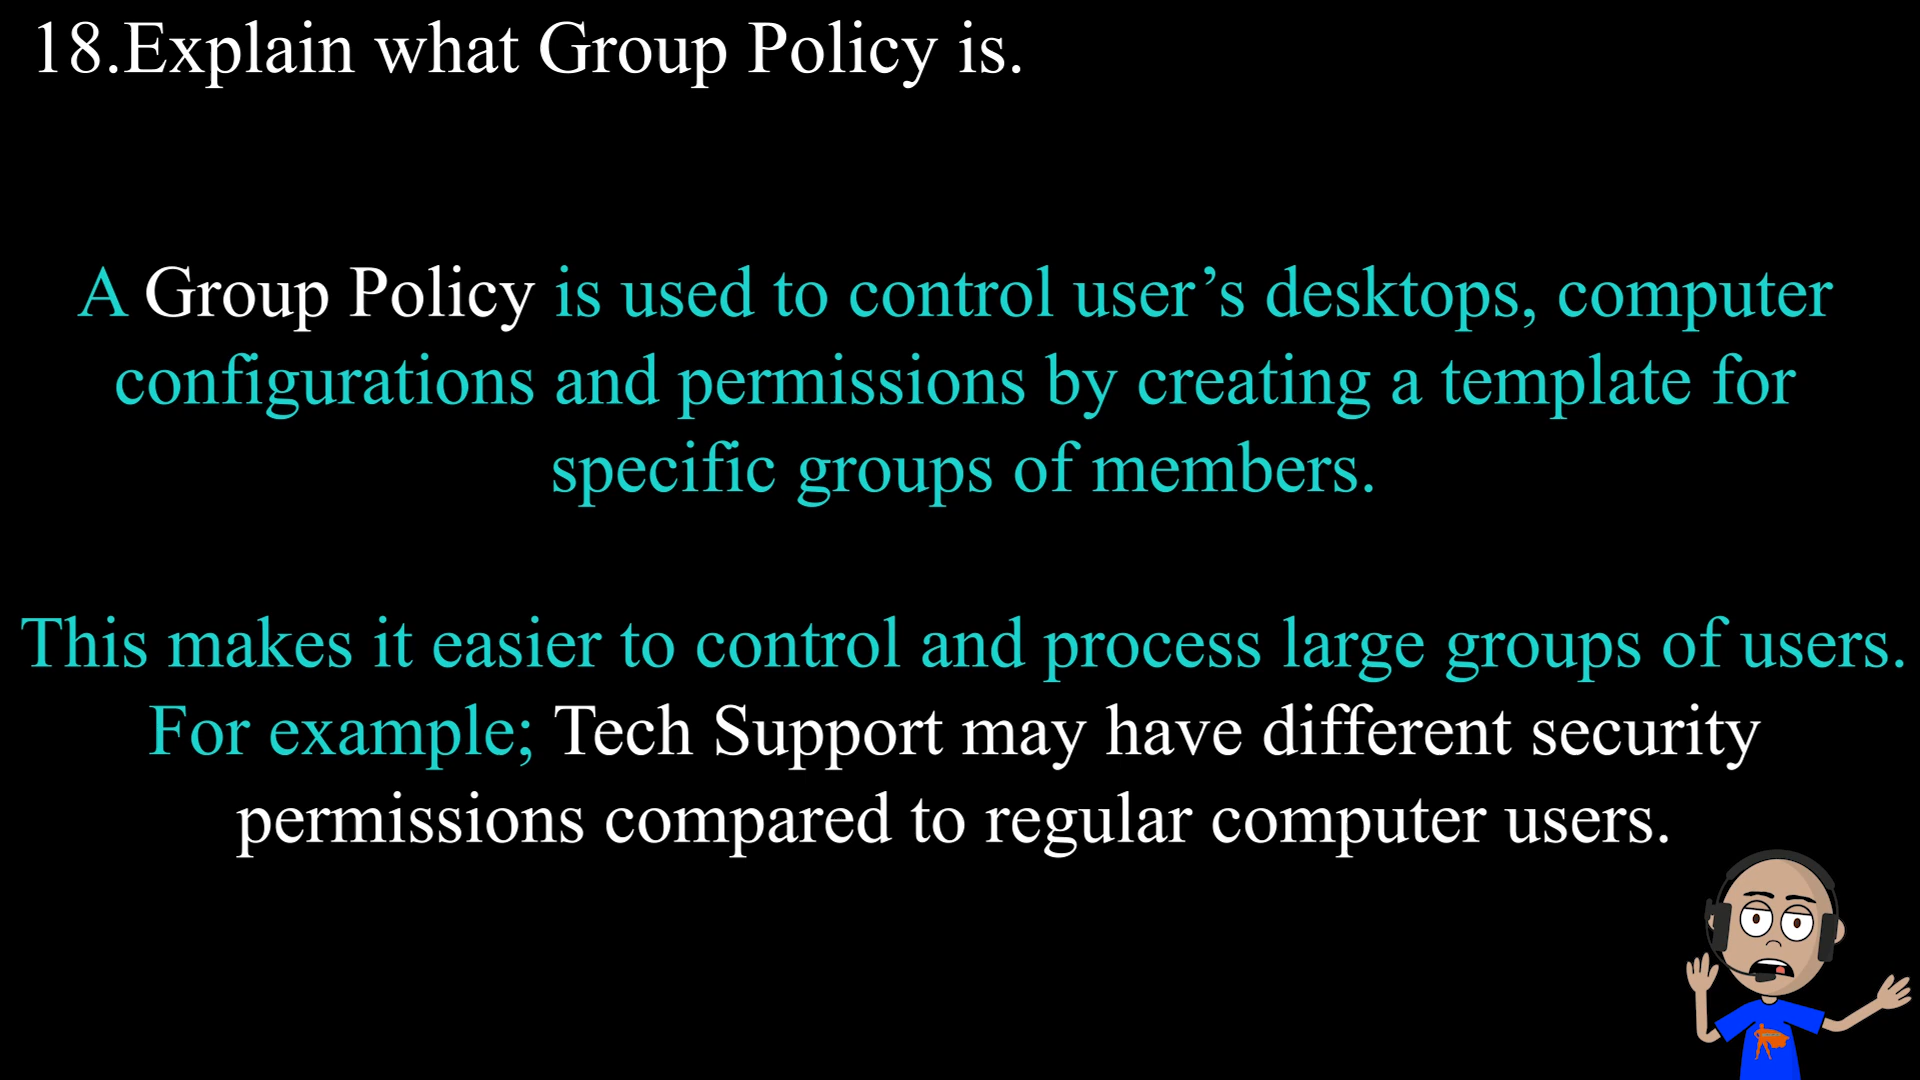 18.Explain what Group Policy is.
A Group Policy is used to control user’s desktops, computer
configurations and permissions by creating a template for
specific groups of members.
This makes it easier to control and process large groups of users.
For example; Tech Support may have different security
permissions compared to regular computer users.